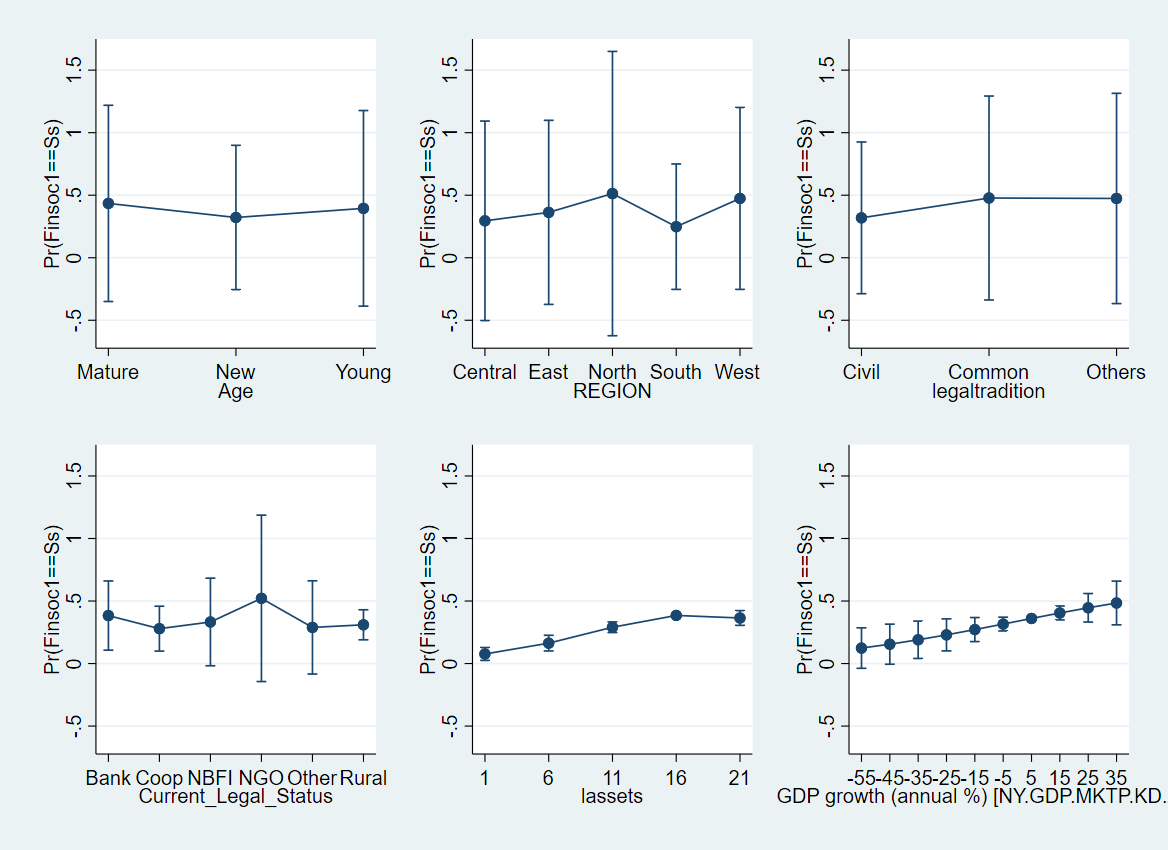 Pr(Finsoc1==Ss)
1.5
1
.5
0
-.5
Mature New Young
Age
Pr(Finsoc1==Ss)
1.5
1
.5
0
-.5
Central East North South West
REGION
Pr(Finsoc1==Ss)
1.5
1
.5
0
-.5
Civil Common Others
legaltradition
Pr(Finsoc1==Ss)
1.5
1
.5
0
-.5
Bank Coop NBFI NGO Other Rural
Current_Legal_Status
Pr(Finsoc1==Ss)
1.5
1
.5
0
-.5
1 6 11 16 21
lassets
Pr(Finsoc1==Ss)
1.5
1
.5
0
-.5
-55 -45 -35 -25 -15 -5 5 15 25 35
GDP growth (annual %) [NY.GDP.MKTP.KD.